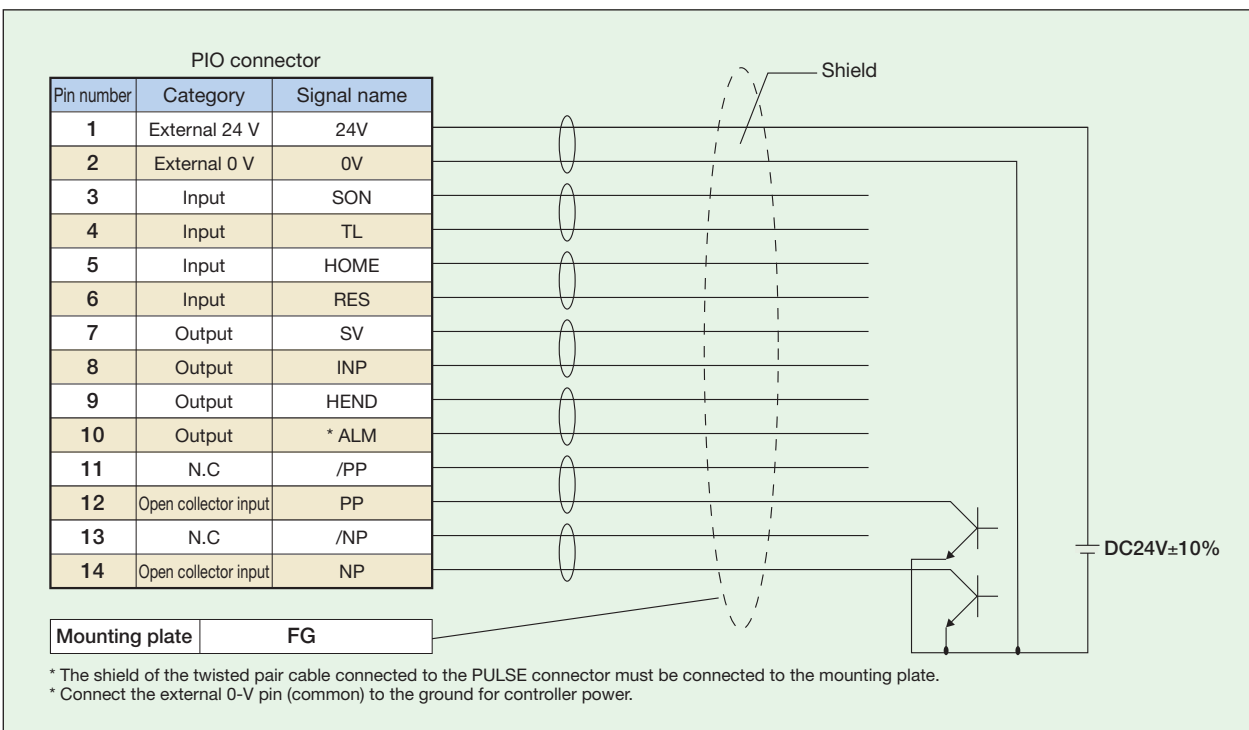 PIO connector
Shield
Pin number Category Signal name
1 External 24 V 24V
2 External 0 V 0V
3 Input SON
4 Input TL
5 Input HOME
6 Input RES
7 Output SV
8 Output INP
9 Output HEND
10 Output * ALM
11 N.C /PP
12 Open collector input PP
13 N.C /NP
14 Open collector input NP
DC24V±10%
Mounting plate FG
* The shield of the twisted pair cable connected to the PULSE connector must be connected to the mounting plate.
* Connect the external 0-V pin (common) to the ground for controller power.